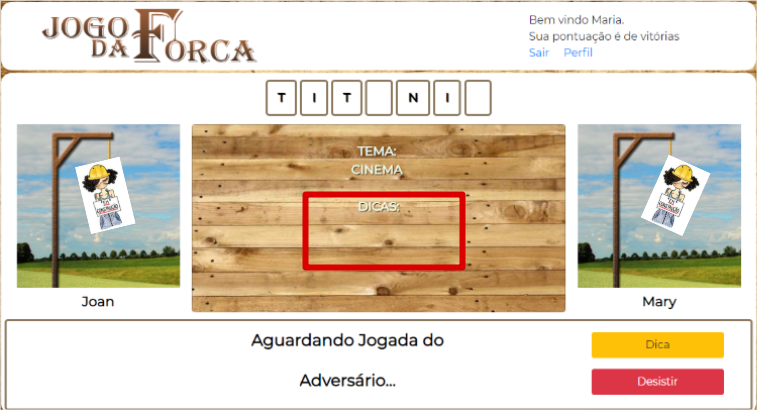 JOGO DA FORCA
Bem vindo Maria.
Sua pontuação é de vitórias
Sair Perfil
T I T N I
TEMA:
CINEMA
DICAS:
Joan
Mary
Aguardando Jogada do
Adversário...
Dica
Desistir